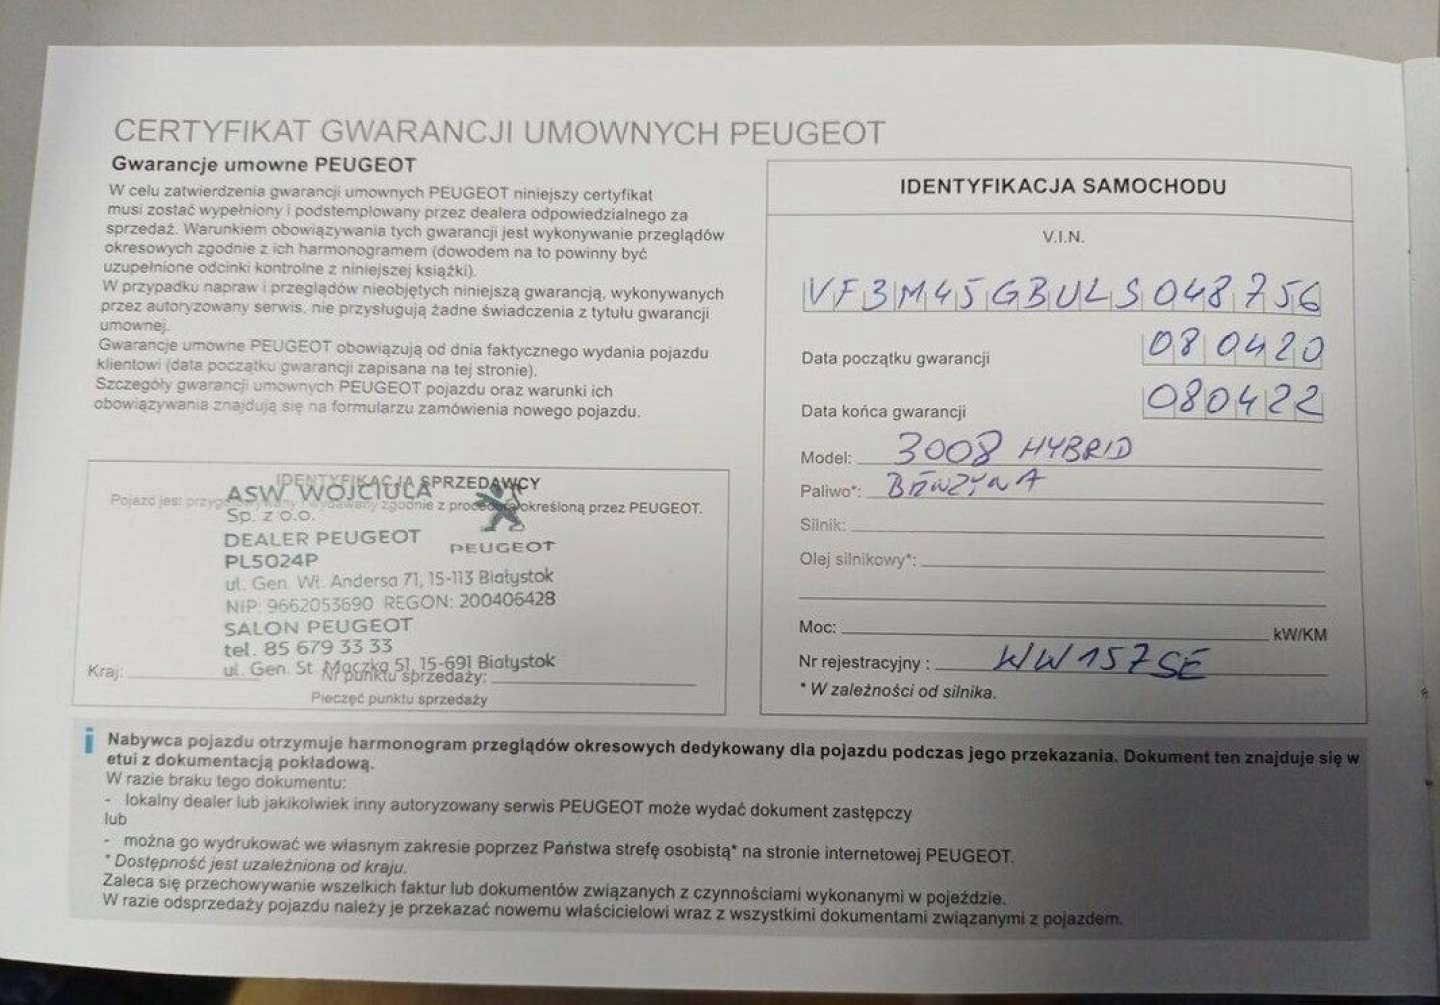 CERTYFIKAT GWARANCJI UMOWNYCH PEUGEOT
Gwarancje umowne PEUGEOT
W celu zatwierdzenia gwarancji umownych PEUGEOT niniejszy certyfikat
musi zostać wypełniony i podstemplowany przez dealera odpowiedzialnego za
sprzedaż. Warunkiem obowiązywania tych gwarancji jest wykonywanie przeglądów
okresowych zgodnie z ich harmonogramem (dowodem na to powinny być
uzupełnione odcinki kontrolne z niniejszej książki).
W przypadku napraw i przeglądów nieobjętych niniejszą gwarancją, wykonywanych
przez autoryzowany serwis, nie przysługują żadne świadczenia z tytułu gwarancji
umownej.
Gwarancje umowne PEUGEOT obowiązują od dnia faktycznego wydania pojazdu
klientowi (data początku gwarancji zapisana na tej stronie).
Szczegóły gwarancji umownych PEUGEOT pojazdu oraz warunki ich
obowiązywania znajdują się na formularzu zamówienia nowego pojazdu.
IDENTYFIKACJA SPRZEDAWCY
Pojazd jest wydawany zgodnie z procedurą określoną przez PEUGEOT.
ASW WOJCIULA
Sp. z o.o.
DEALER PEUGEOT
PEUGEOT
PL5024P
ul. Gen. Wł. Andersa 71, 15-113 Białystok
NIP: 9662053690 REGON: 200406428
SALON PEUGEOT
tel. 85 679 33 33
ul. Gen. St. Maczka 51, 15-691 Białystok
Kraj: Nr punktu sprzedaży:
Pieczęć punktu sprzedaży
IDENTYFIKACJA SAMOCHODU
V.I.N.
VF3M45GBULS048756
Data początku gwarancji 080420
Data końca gwarancji 080422
Model: 3008 HYBRID
Paliwo*: BENZYNA
Silnik:
Olej silnikowy*:
Moc: kW/KM
Nr rejestracyjny : WW157SE
* W zależności od silnika.
i Nabywca pojazdu otrzymuje harmonogram przeglądów okresowych dedykowany dla pojazdu podczas jego przekazania. Dokument ten znajduje się w
etui z dokumentacją pokładową.
W razie braku tego dokumentu:
- lokalny dealer lub jakikolwiek inny autoryzowany serwis PEUGEOT może wydać dokument zastępczy
lub
- można go wydrukować we własnym zakresie poprzez Państwa strefę osobistą* na stronie internetowej PEUGEOT.
* Dostępność jest uzależniona od kraju.
Zaleca się przechowywanie wszelkich faktur lub dokumentów związanych z czynnościami wykonanymi w pojeździe.
W razie odsprzedaży pojazdu należy je przekazać nowemu właścicielowi wraz z wszystkimi dokumentami związanymi z pojazdem.